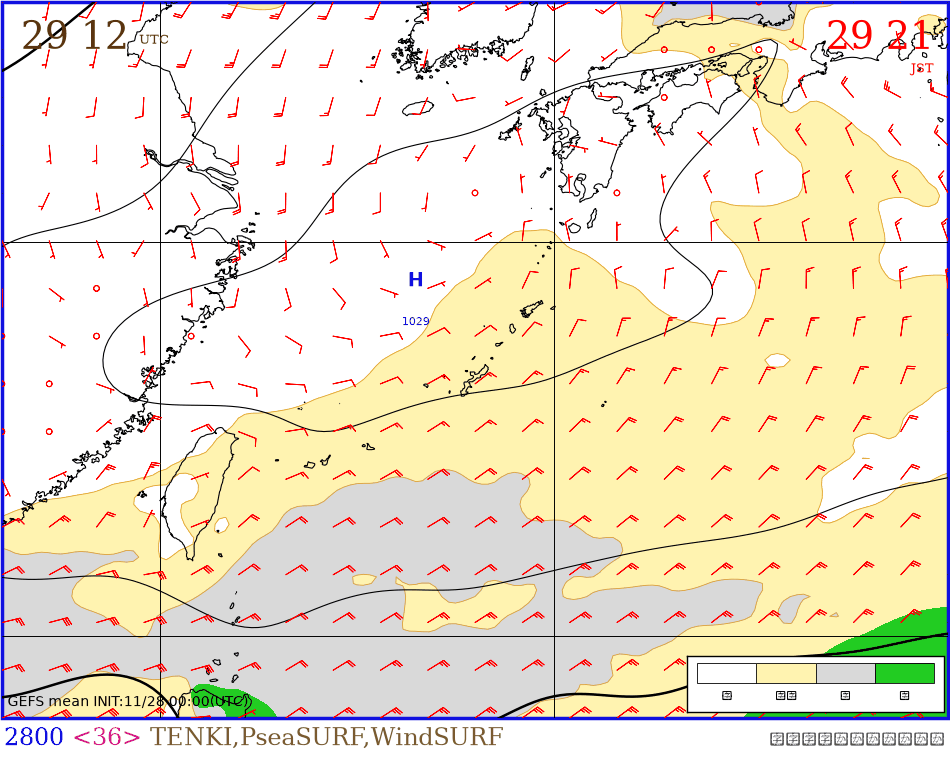 29 12 UTC
29 21 JST
H
1029
GEFS mean INIT:11/28 00:00(UTC)
2800 <36> TENKI,PseaSURF,WindSURF